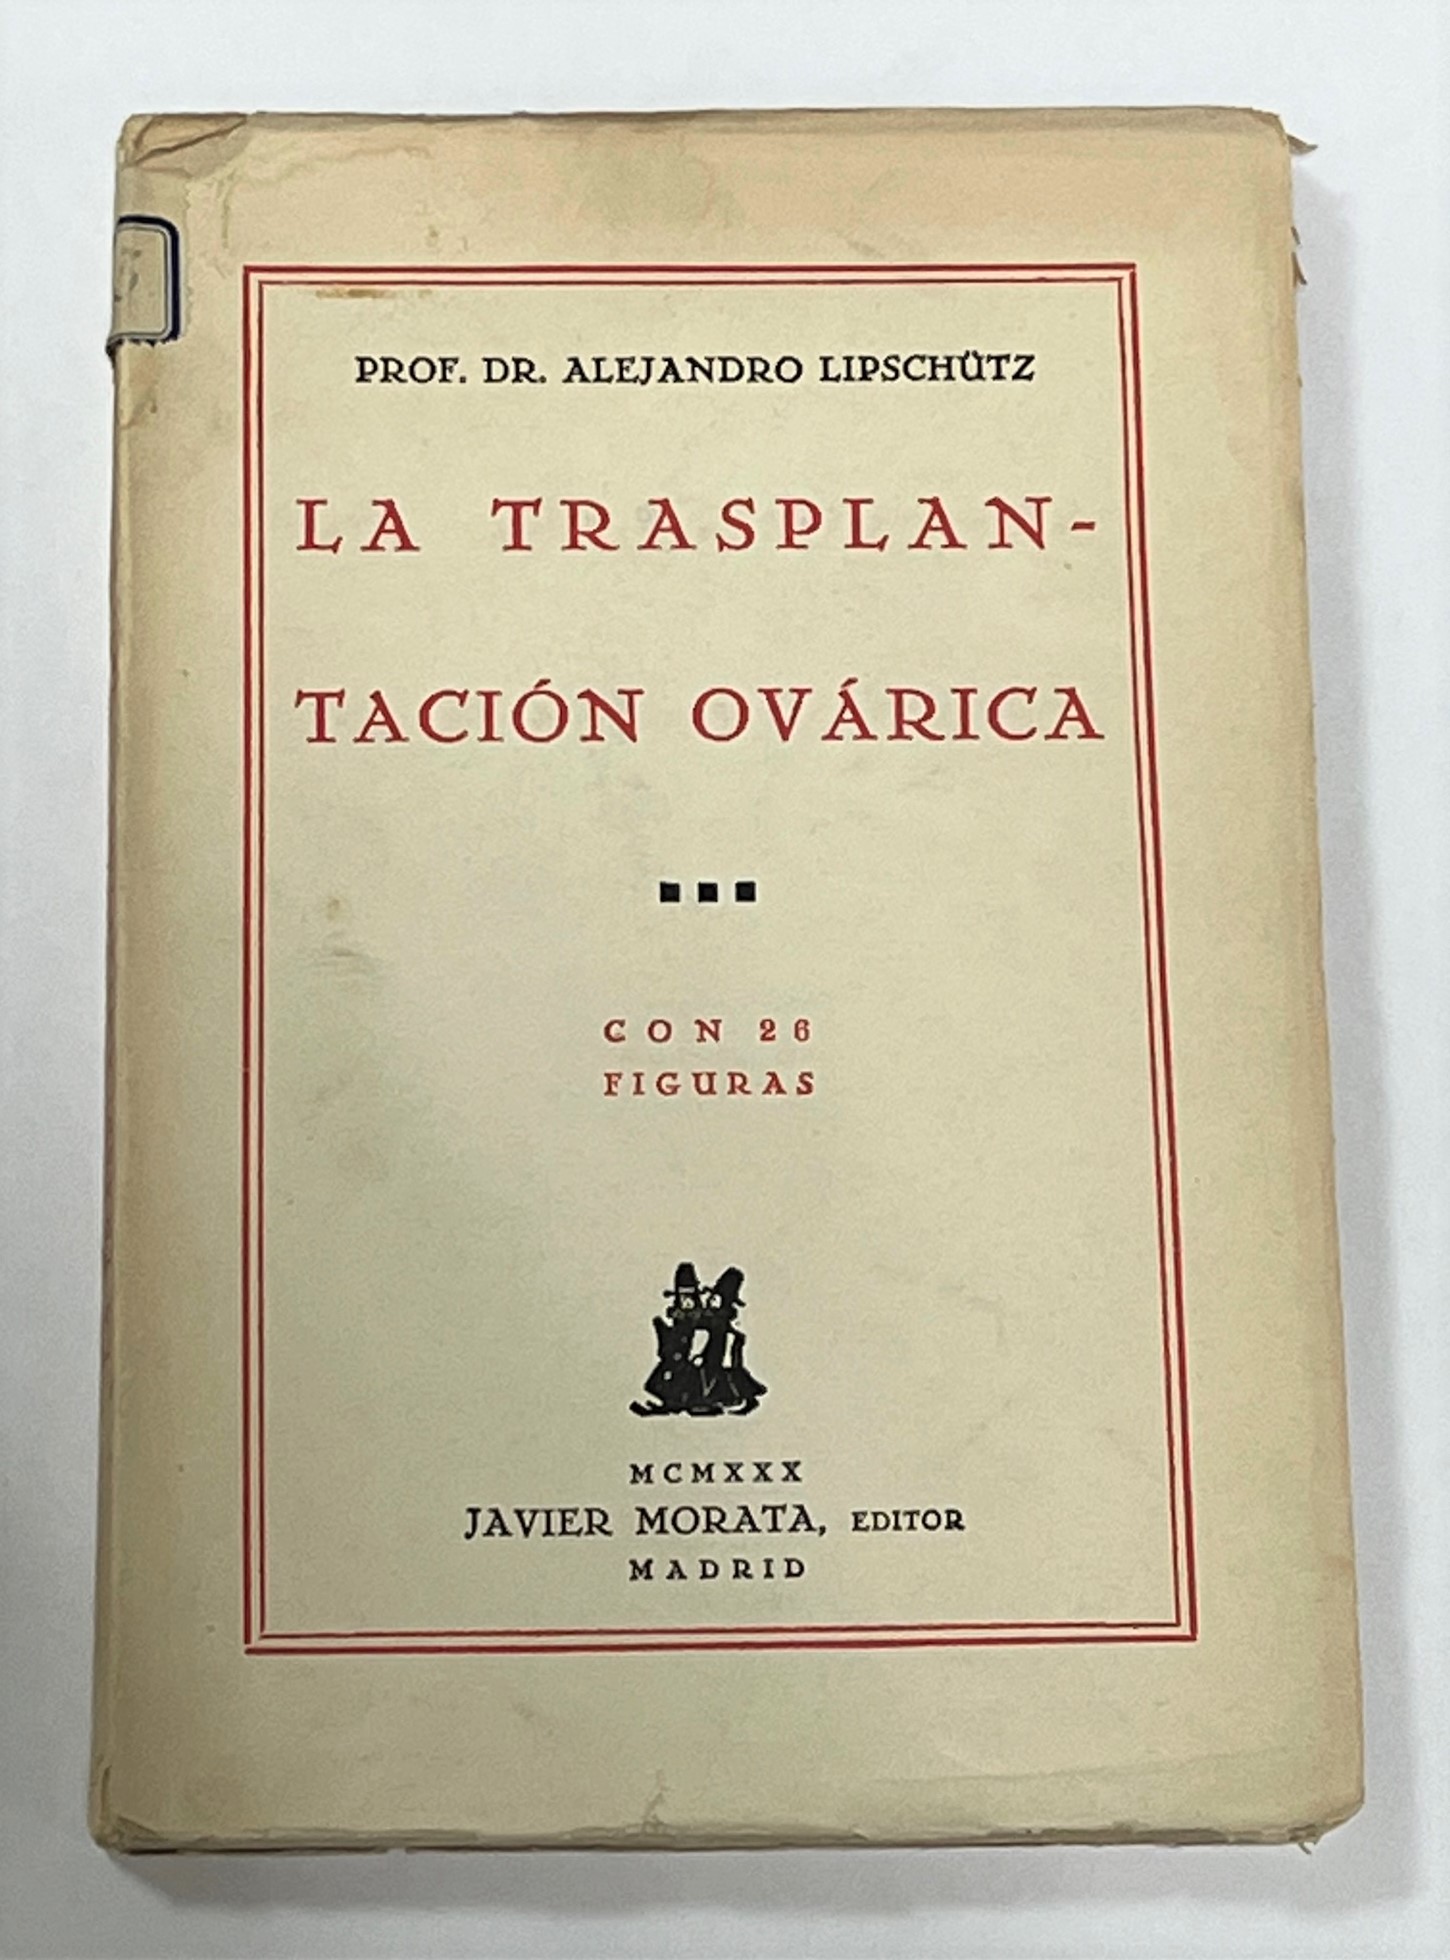 PROF. DR. ALEJANDRO LIPSCHÜTZ
LA TRASPLAN-
TACIÓN OVÁRICA
CON 26
FIGURAS
MCMXXX
JAVIER MORATA, EDITOR
MADRID